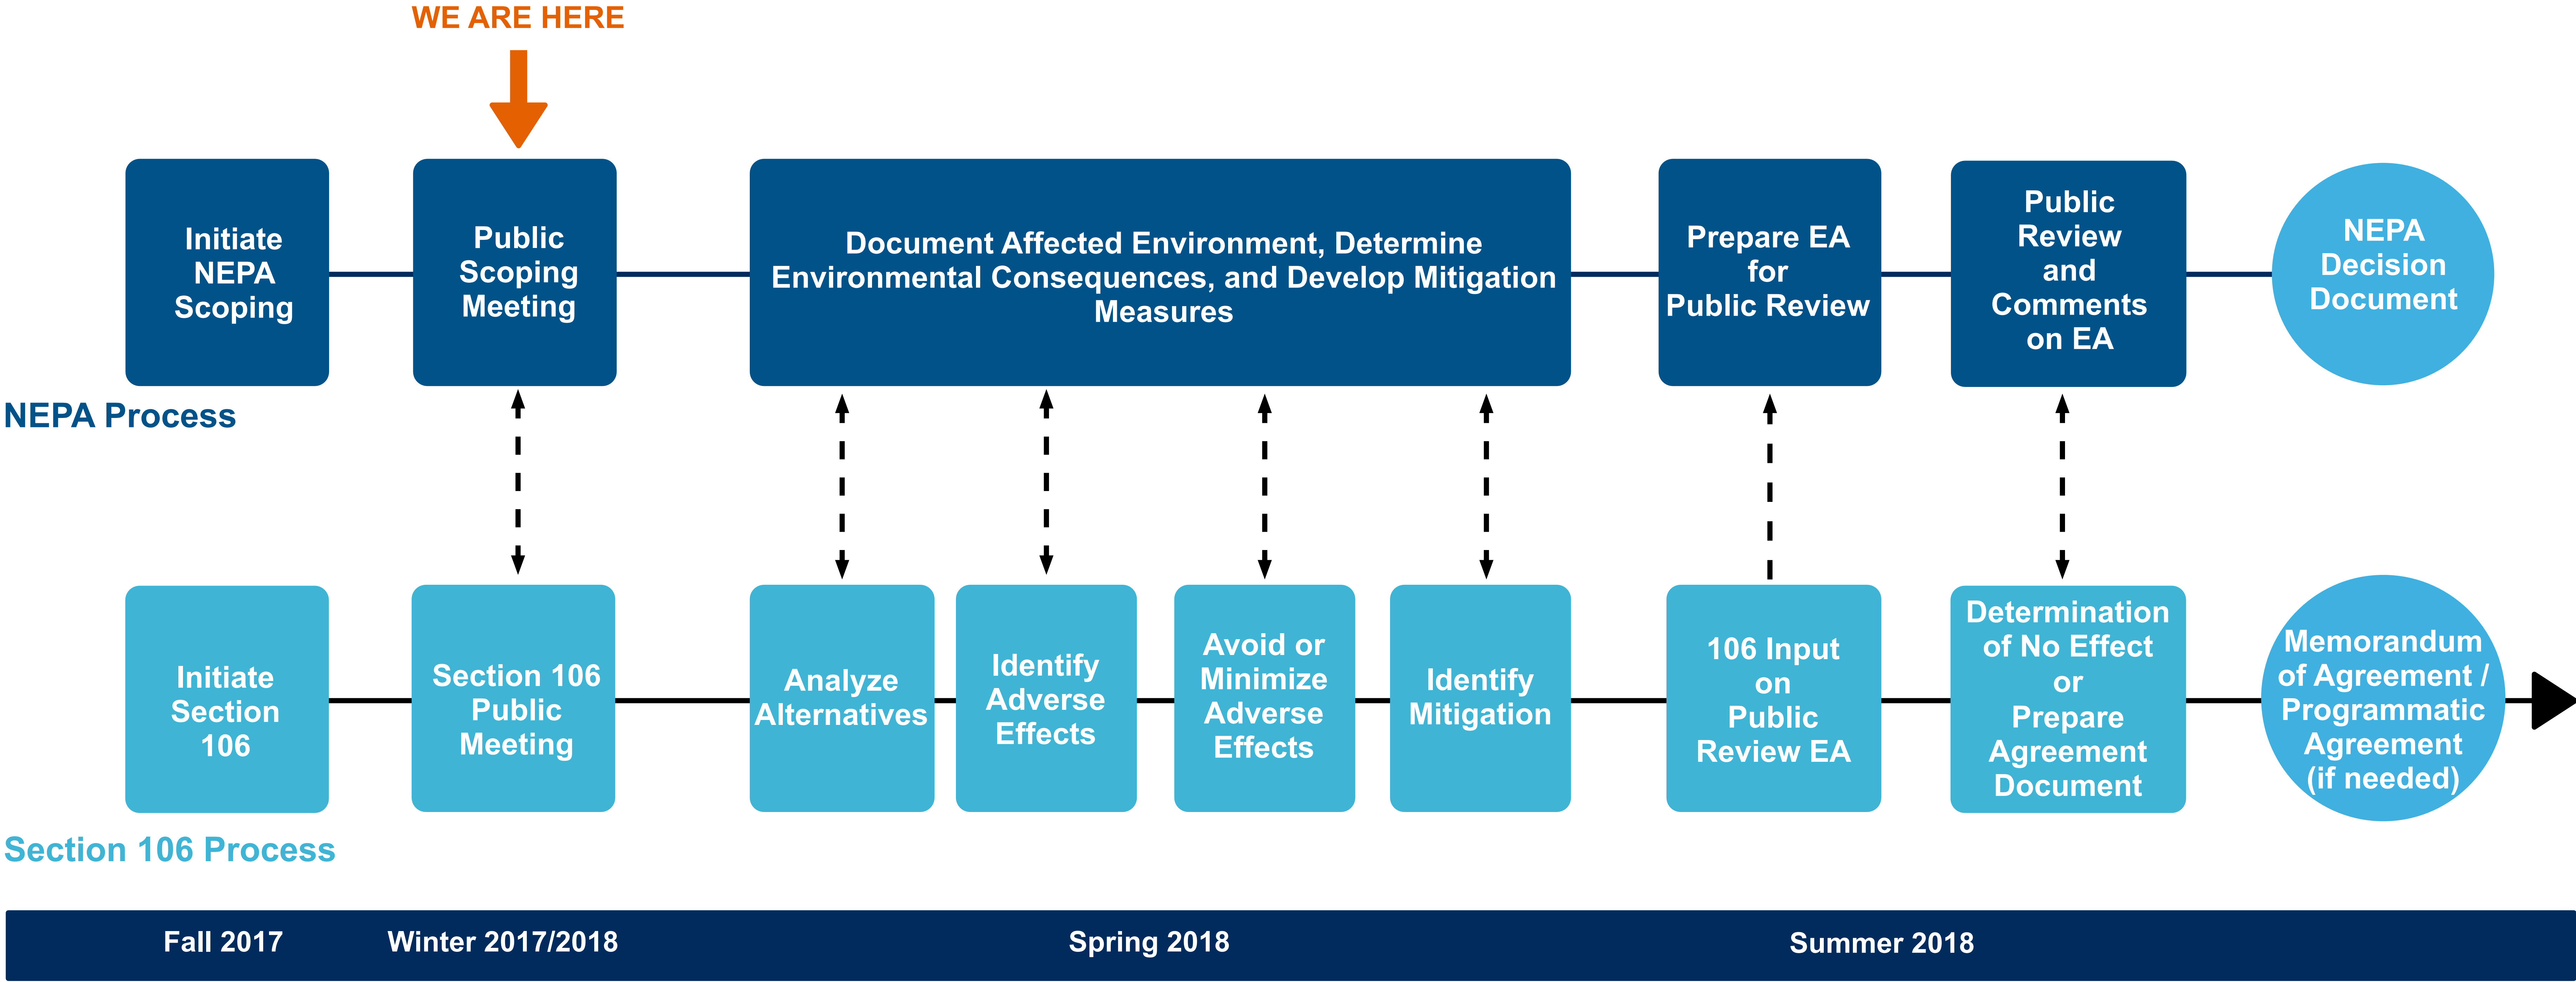 WE ARE HERE
Initiate
NEPA
Scoping
Public
Scoping
Meeting
Document Affected Environment, Determine
Environmental Consequences, and Develop Mitigation
Measures
Prepare EA
for
Public Review
Public
Review
and
Comments
on EA
NEPA
Decision
Document
NEPA Process
Initiate
Section
106
Section 106
Public
Meeting
Analyze
Alternatives
Identify
Adverse
Effects
Avoid or
Minimize
Adverse
Effects
Identify
Mitigation
106 Input
on
Public
Review EA
Determination
of No Effect
or
Prepare
Agreement
Document
Memorandum
of Agreement /
Programmatic
Agreement
(if needed)
Section 106 Process
Fall 2017
Winter 2017/2018
Spring 2018
Summer 2018